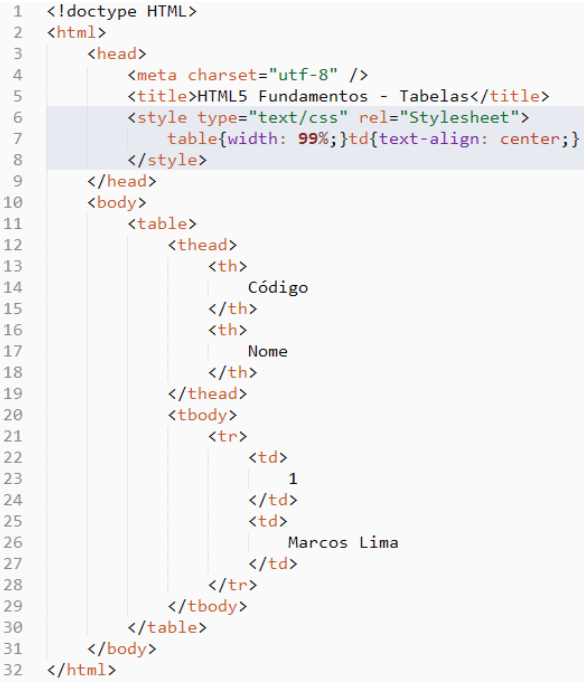 1 <!doctype HTML>
2 <html>
3     <head>
4         <meta charset="utf-8" />
5         <title>HTML5 Fundamentos - Tabelas</title>
6         <style type="text/css" rel="Stylesheet">
7             table{width: 99%;}td{text-align: center;}
8         </style>
9     </head>
10     <body>
11         <table>
12             <thead>
13                 <th>
14                     Código
15                 </th>
16                 <th>
17                     Nome
18                 </th>
19             </thead>
20             <tbody>
21                 <tr>
22                     <td>
23                         1
24                     </td>
25                     <td>
26                         Marcos Lima
27                     </td>
28                 </tr>
29             </tbody>
30         </table>
31     </body>
32 </html>